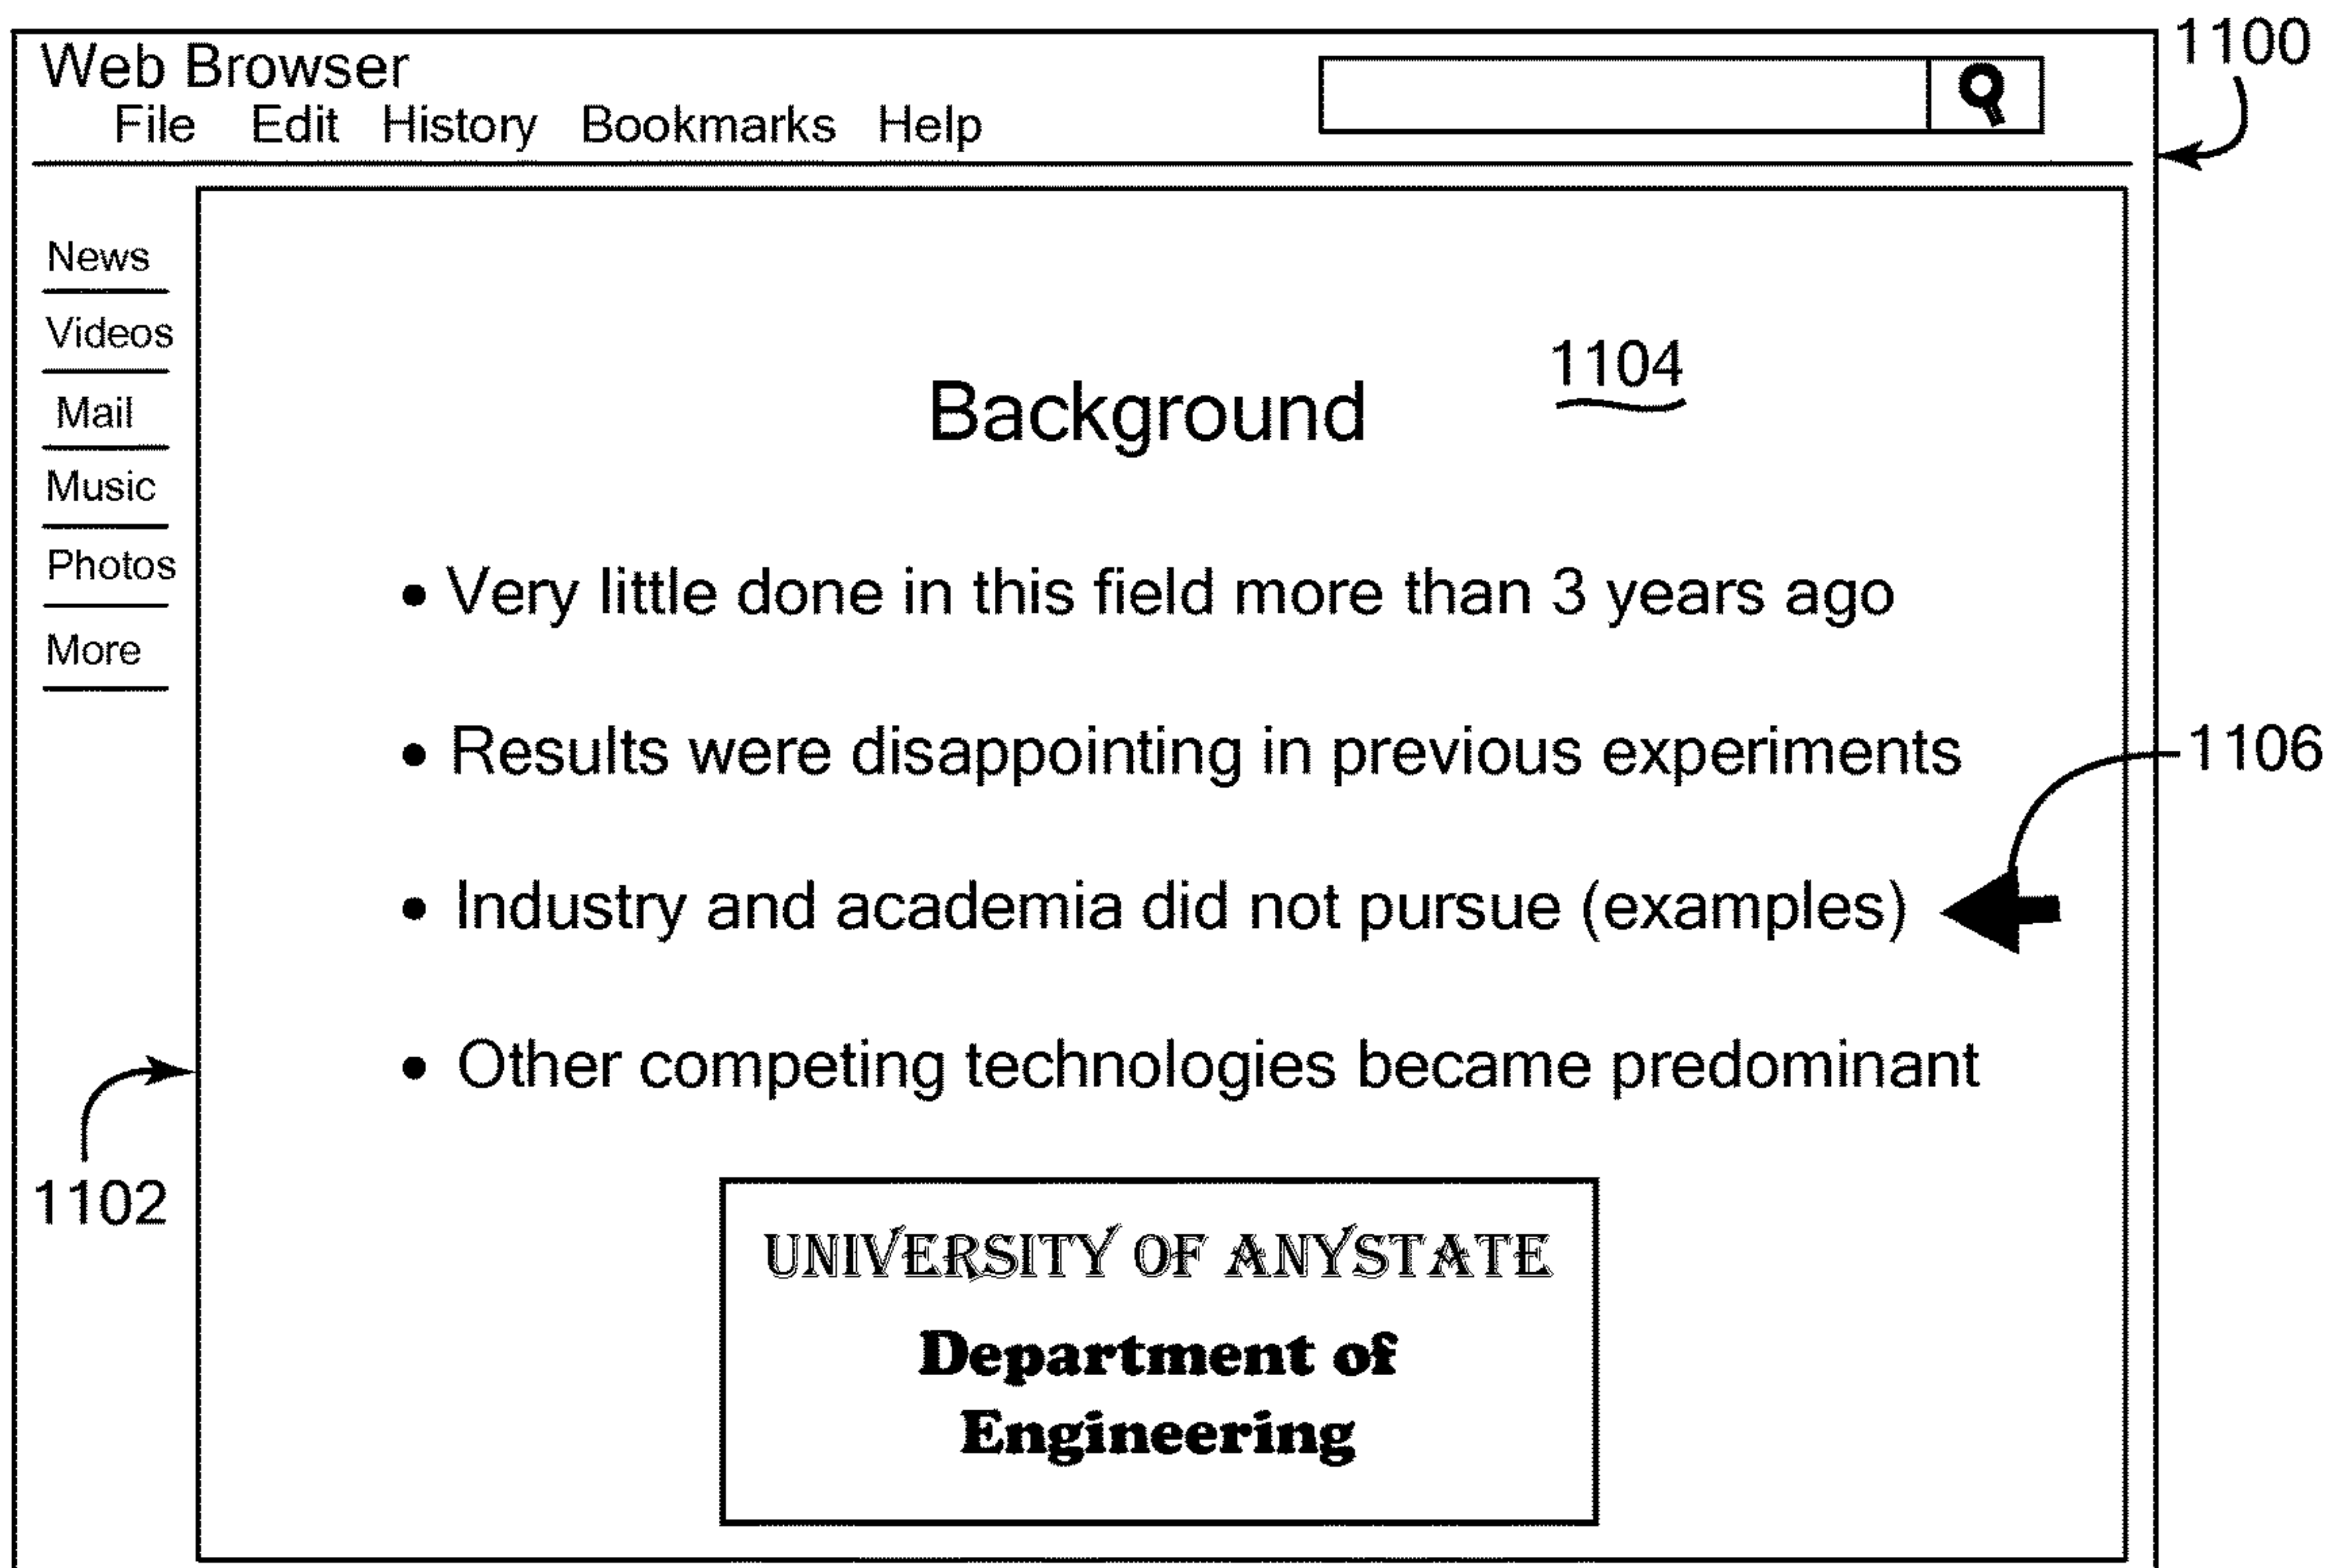 Web Browser
File Edit History Bookmarks Help
1100
News
Videos
Mail
Music
Photos
More
1104
Background
• Very little done in this field more than 3 years ago
• Results were disappointing in previous experiments
1106
• Industry and academia did not pursue (examples)
• Other competing technologies became predominant
1102
UNIVERSITY OF ANYSTATE
Department of
Engineering